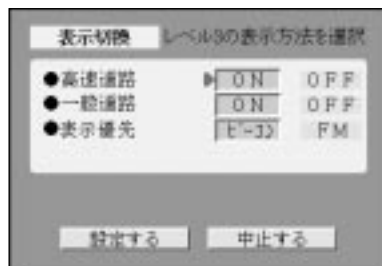 表示切換 レベル3の表示方法を選択
●高速道路 ▶ON OFF
●一般道路 ON OFF
●表示優先 ビーコン FM
設定する 中止する